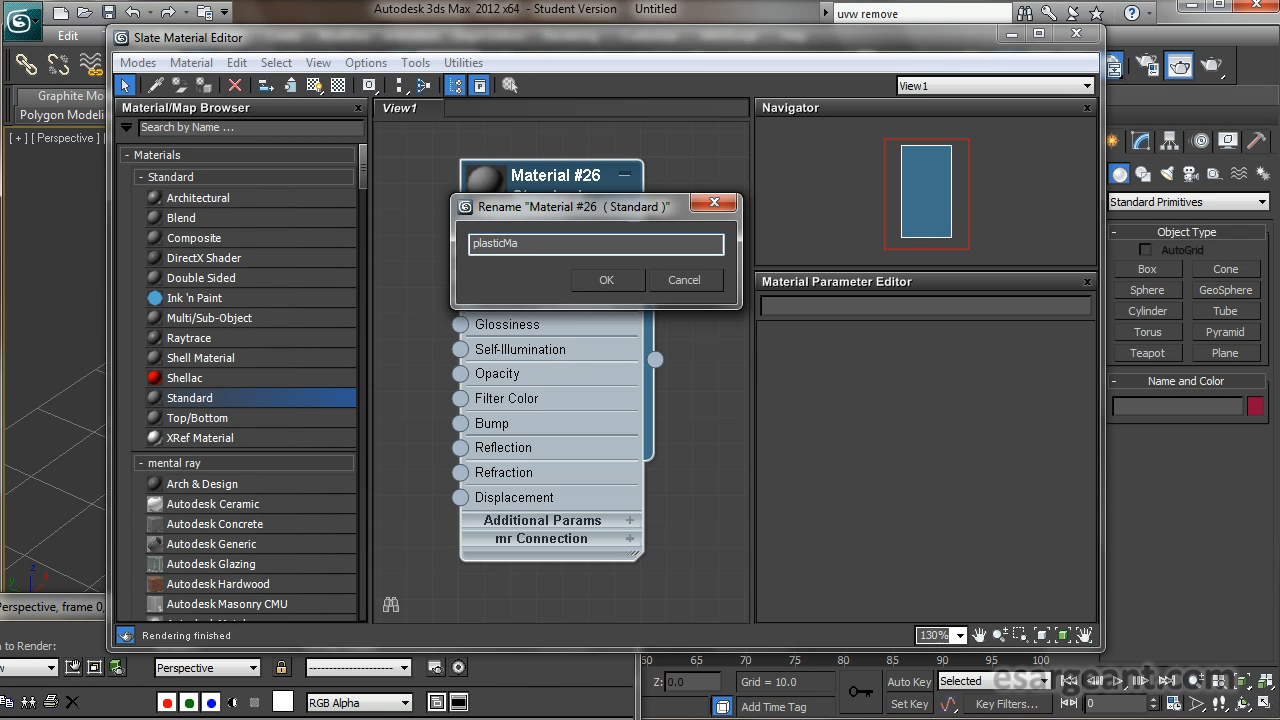 Autodesk 3ds Max 2012 x64 - Student Version Untitled
uvw remove
Edit
Slate Material Editor
Modes Material Edit Select View Options Tools Utilities
View1
Graphite Mo
Polygon Modeli
[ + ] [ Perspective ]
Material/Map Browser
View1
Navigator
Search by Name ...
- Materials
- Standard
Architectural
Blend
Composite
DirectX Shader
Double Sided
Ink 'n Paint
Multi/Sub-Object
Raytrace
Shell Material
Shellac
Standard
Top/Bottom
XRef Material
- mental ray
Arch & Design
Autodesk Ceramic
Autodesk Concrete
Autodesk Generic
Autodesk Glazing
Autodesk Hardwood
Autodesk Masonry CMU
Material #26
Rename "Material #26 ( Standard )"
plasticMa
OK Cancel
Glossiness
Self-Illumination
Opacity
Filter Color
Bump
Reflection
Refraction
Displacement
Additional Params +
mr Connection +
Material Parameter Editor
Standard Primitives
- Object Type
AutoGrid
Box Cone
Sphere GeoSphere
Cylinder Tube
Torus Pyramid
Teapot Plane
- Name and Color
z
y
x
Perspective, frame 0,
Rendering finished
130%
to Render:
Perspective
RGB Alpha
60 65 70 75 80 85 90 95 100
Z: 0.0
Grid = 10.0
Add Time Tag
Auto Key
Selected
Set Key
Key Filters...
0
esargeant.com